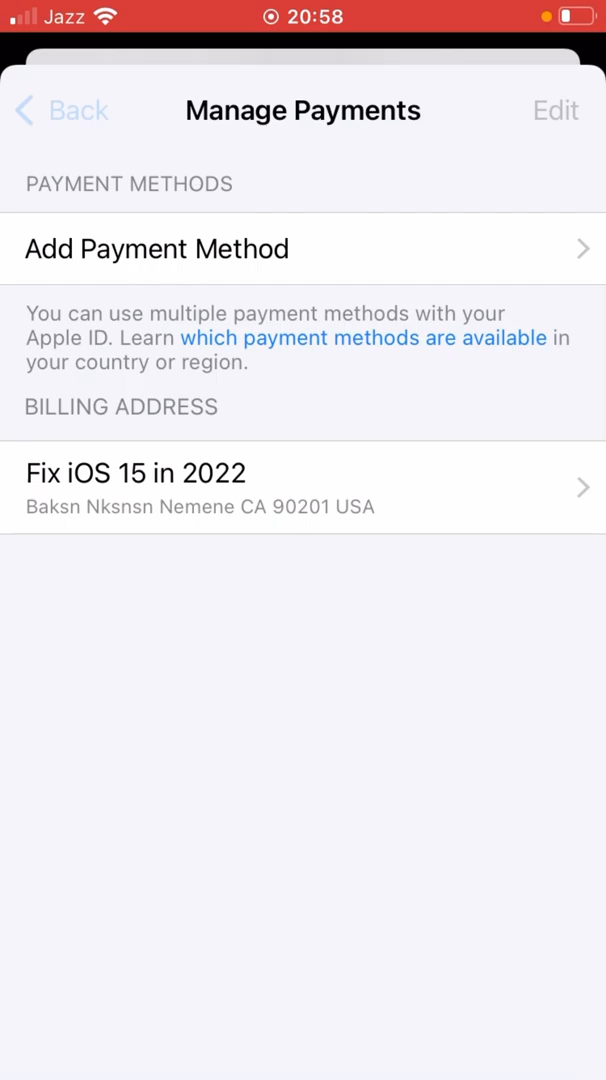 Jazz 20:58
Back Manage Payments Edit
PAYMENT METHODS
Add Payment Method
You can use multiple payment methods with your
Apple ID. Learn which payment methods are available in
your country or region.
BILLING ADDRESS
Fix iOS 15 in 2022
Baksn Nksnsn Nemene CA 90201 USA